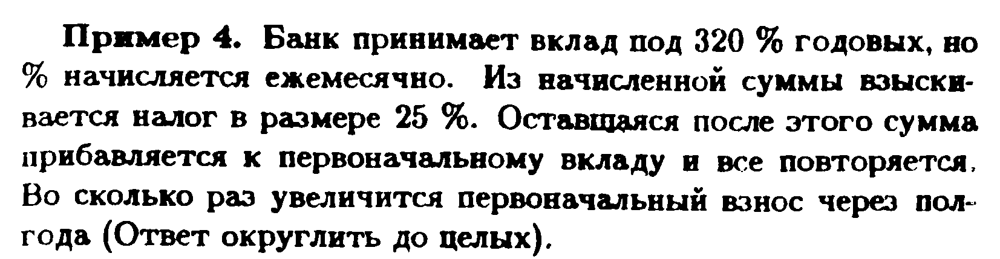 Пример 4. Банк принимает вклад под 320 % годовых, но
% начисляется ежемесячно. Из начисленной суммы взыски-
вается налог в размере 25 %. Оставщаяся после этого сумма
прибавляется к первоначальному вкладу и все повторяется.
Во сколько раз увеличится первоначальный взнос через пол-
года (Ответ округлить до целых).